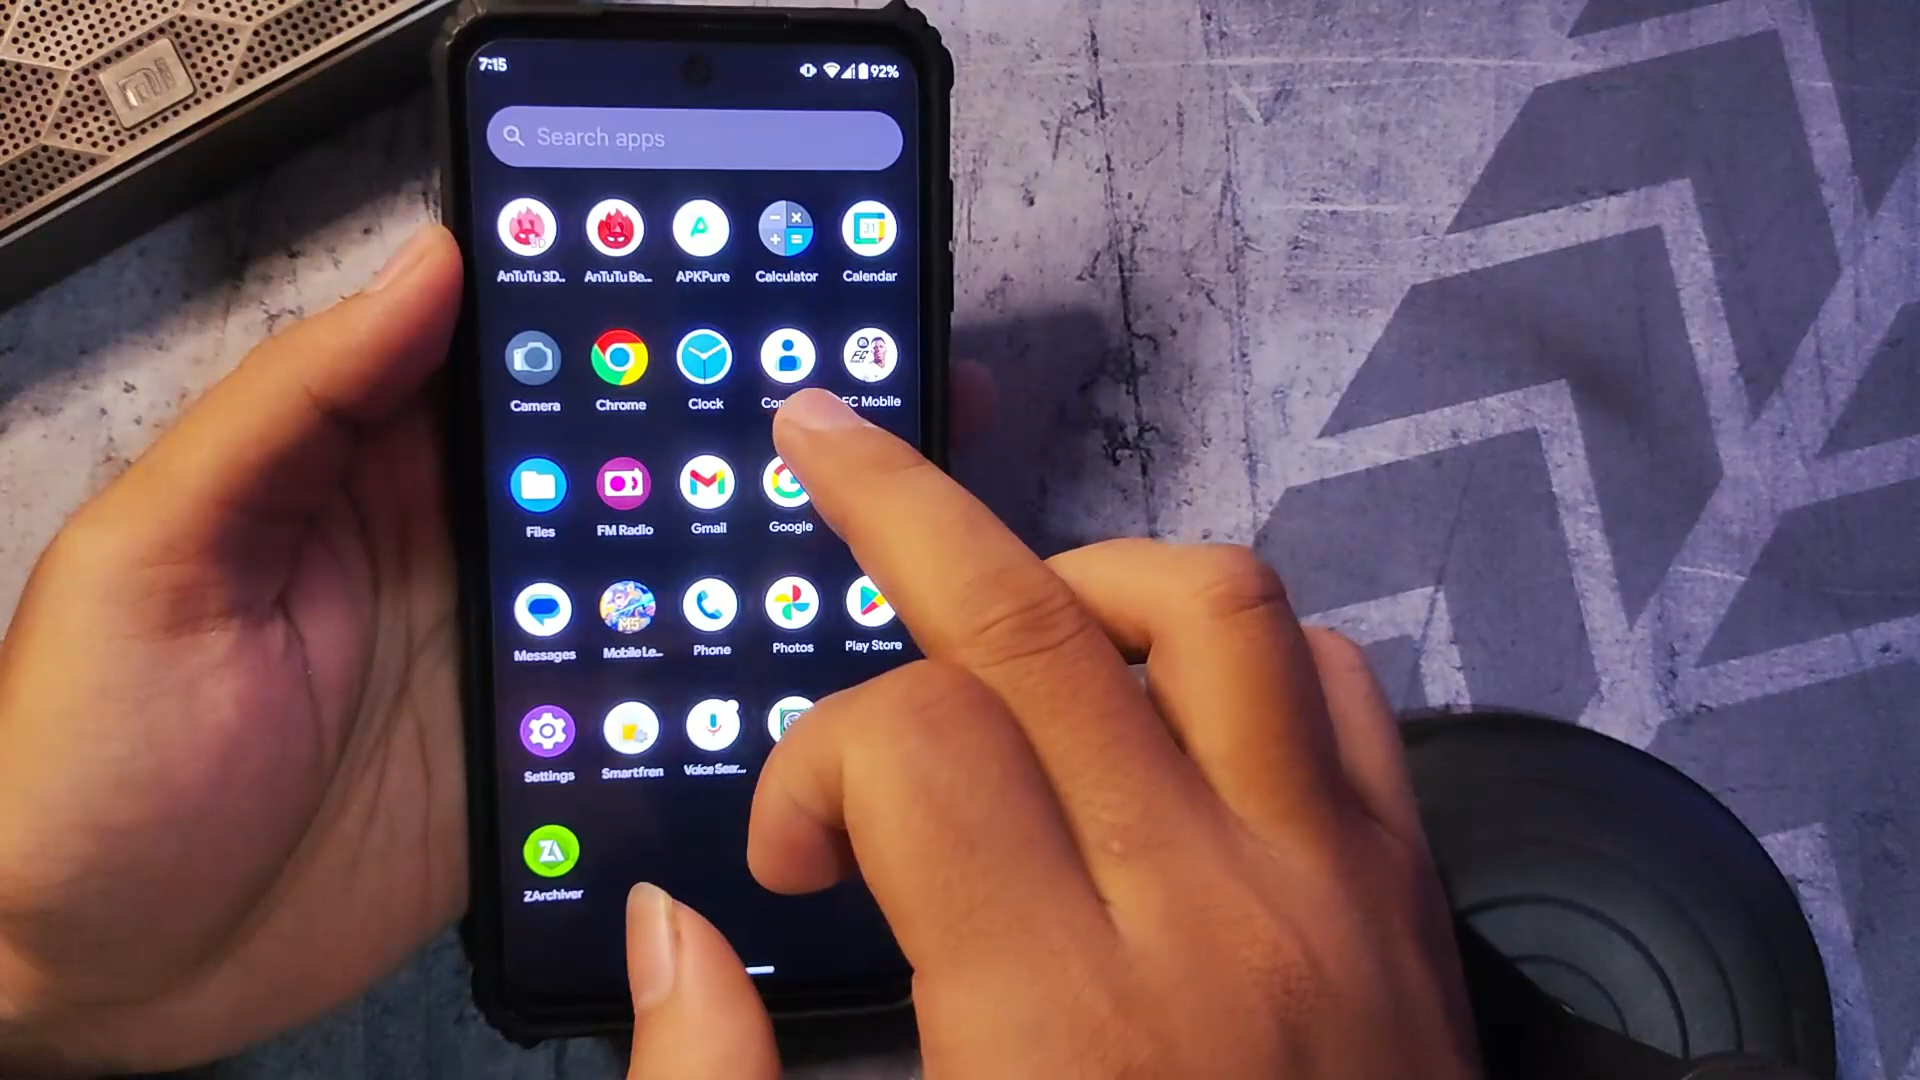 7:15 92%
Search apps
AnTuTu 3D.. AnTuTu Be... APKPure Calculator Calendar
Camera Chrome Clock FC Mobile
Files FM Radio Gmail Google
Messages Mobile Le... Phone Photos Play Store
Settings Smartfren Voice Sear...
ZArchiver